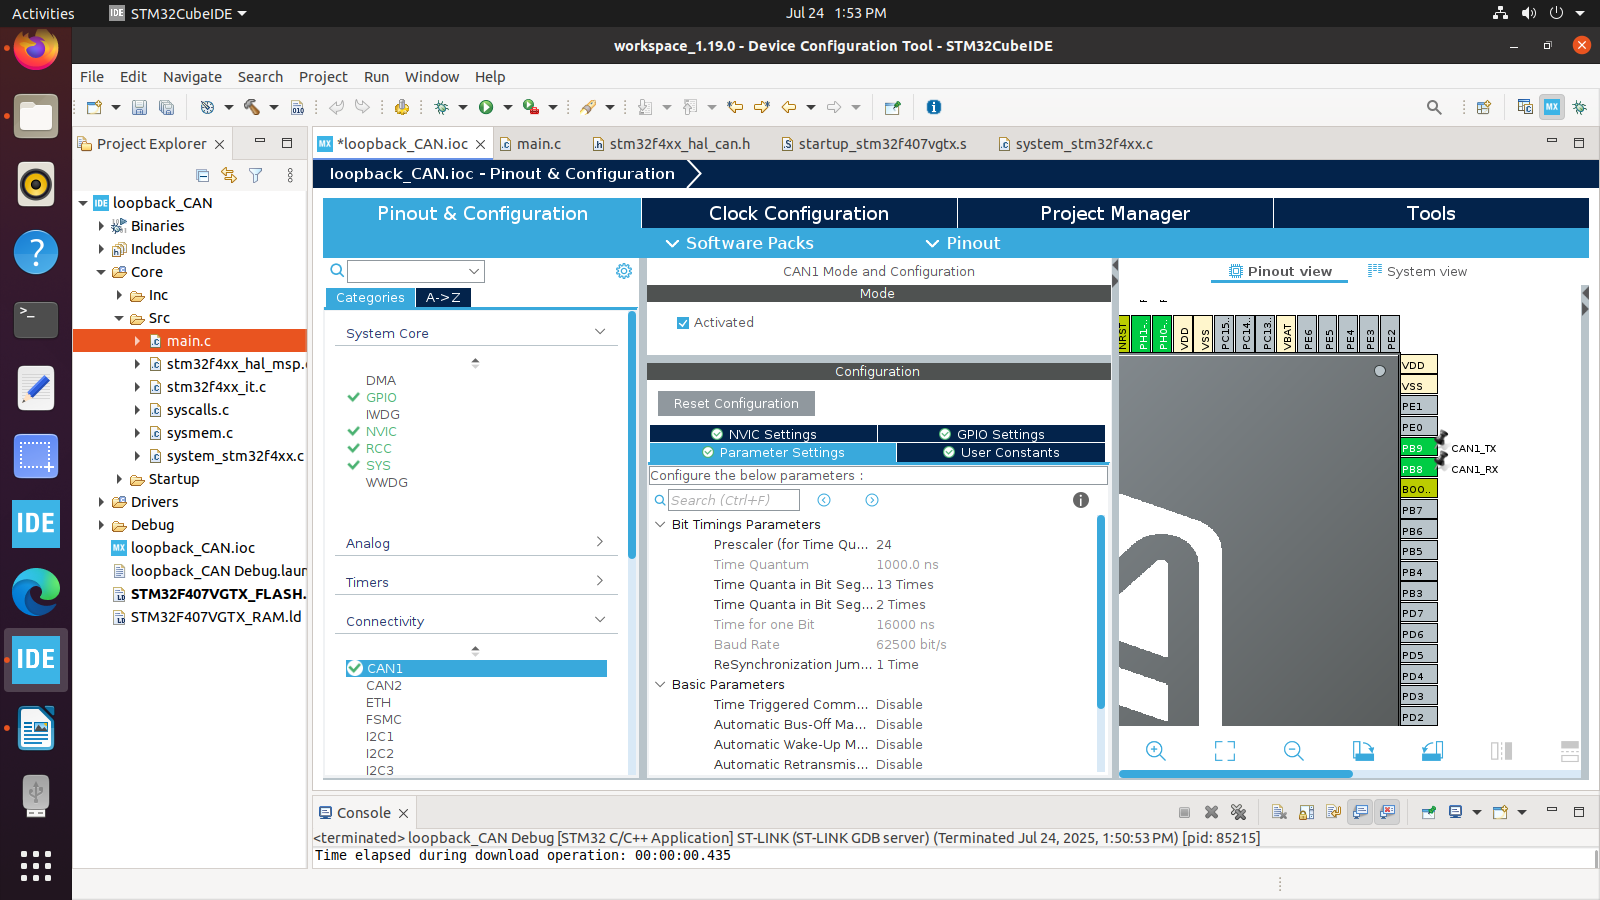 Activities
STM32CubeIDE
Jul 24 1:53 PM
workspace_1.19.0 - Device Configuration Tool - STM32CubeIDE
File Edit Navigate Search Project Run Window Help
Project Explorer
*loopback_CAN.ioc
main.c
stm32f4xx_hal_can.h
startup_stm32f407vgtx.s
system_stm32f4xx.c
loopback_CAN
Binaries
Includes
Core
Inc
Src
main.c
stm32f4xx_hal_msp.
stm32f4xx_it.c
syscalls.c
sysmem.c
system_stm32f4xx.c
Startup
Drivers
Debug
loopback_CAN.ioc
loopback_CAN Debug.laun
STM32F407VGTX_FLASH.
STM32F407VGTX_RAM.ld
loopback_CAN.ioc - Pinout & Configuration
Pinout & Configuration
Clock Configuration
Project Manager
Tools
Software Packs
Pinout
Categories
A->Z
System Core
DMA
GPIO
IWDG
NVIC
RCC
SYS
WWDG
Analog
Timers
Connectivity
CAN1
CAN2
ETH
FSMC
I2C1
I2C2
I2C3
CAN1 Mode and Configuration
Mode
Activated
Configuration
Reset Configuration
NVIC Settings
GPIO Settings
Parameter Settings
User Constants
Configure the below parameters :
Search (Ctrl+F)
Bit Timings Parameters
Prescaler (for Time Qu... 24
Time Quantum 1000.0 ns
Time Quanta in Bit Seg... 13 Times
Time Quanta in Bit Seg... 2 Times
Time for one Bit 16000 ns
Baud Rate 62500 bit/s
ReSynchronization Jum... 1 Time
Basic Parameters
Time Triggered Comm... Disable
Automatic Bus-Off Ma... Disable
Automatic Wake-Up M... Disable
Automatic Retransmis... Disable
Pinout view
System view
NRST
PH1-..
PH0-..
VDD
VSS
PC15..
PC14..
PC13..
VBAT
PE6
PE5
PE4
PE3
PE2
VDD
VSS
PE1
PE0
PB9 CAN1_TX
PB8 CAN1_RX
BOO..
PB7
PB6
PB5
PB4
PB3
PD7
PD6
PD5
PD4
PD3
PD2
Console
<terminated> loopback_CAN Debug [STM32 C/C++ Application] ST-LINK (ST-LINK GDB server) (Terminated Jul 24, 2025, 1:50:53 PM) [pid: 85215]
Time elapsed during download operation: 00:00:00.435
IDE
IDE